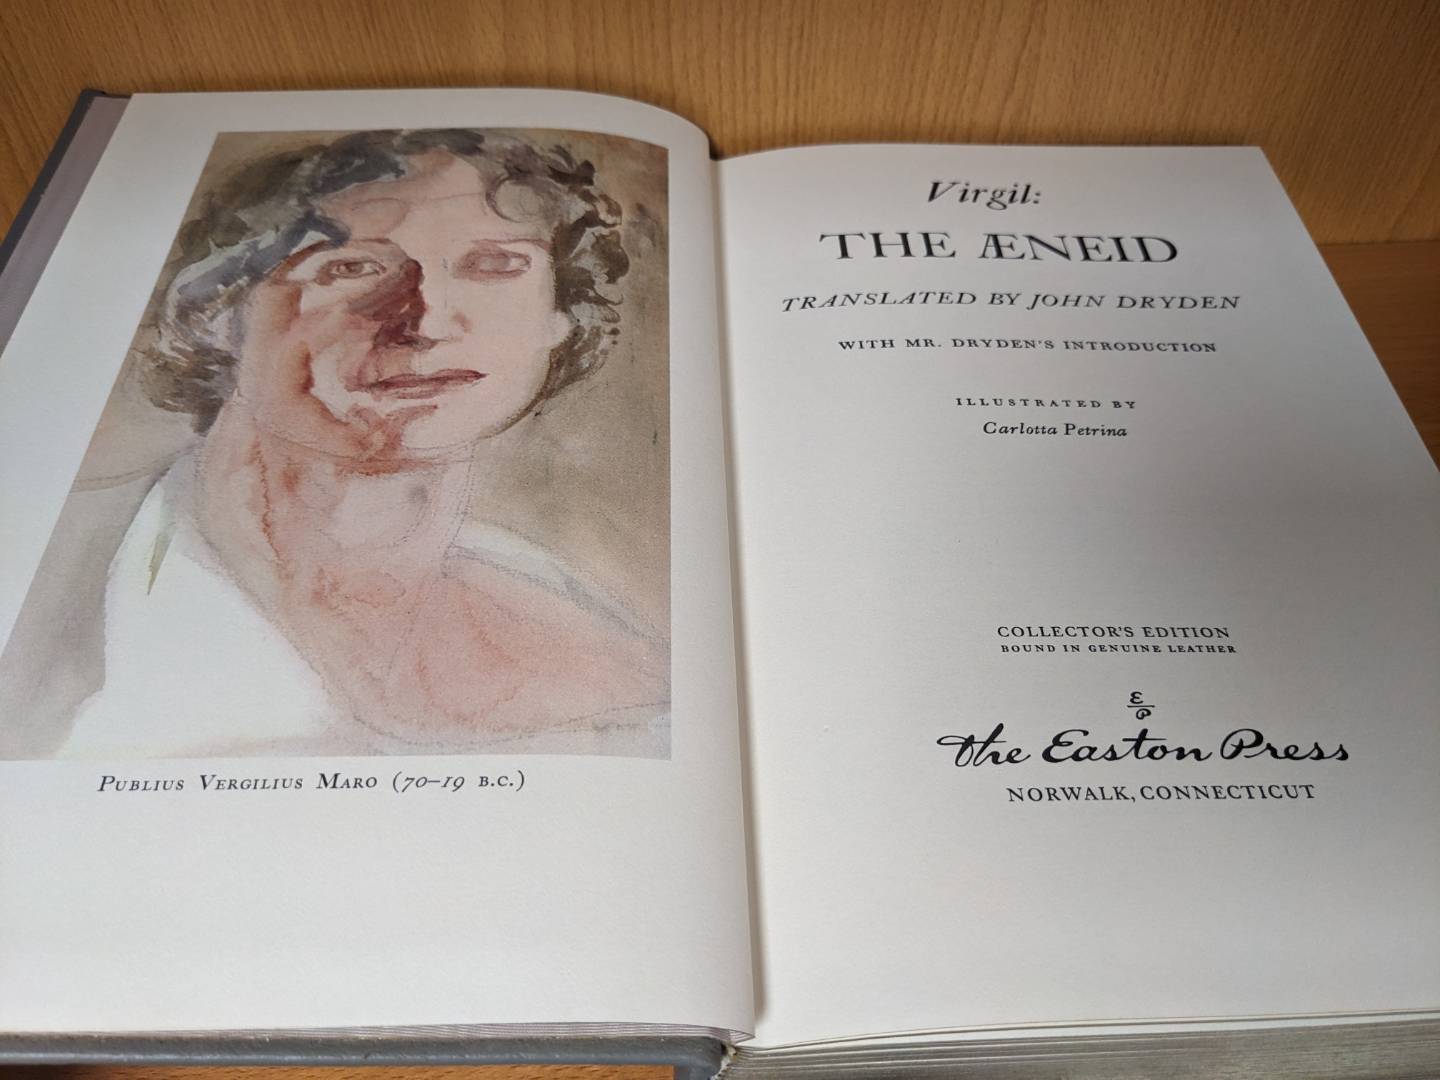 PUBLIUS VERGILIUS MARO (70–19 B.C.)
Virgil:
THE ÆNEID
TRANSLATED BY JOHN DRYDEN
WITH MR. DRYDEN'S INTRODUCTION
ILLUSTRATED BY
Carlotta Petrina
COLLECTOR'S EDITION
BOUND IN GENUINE LEATHER
E
P
The Easton Press
NORWALK, CONNECTICUT